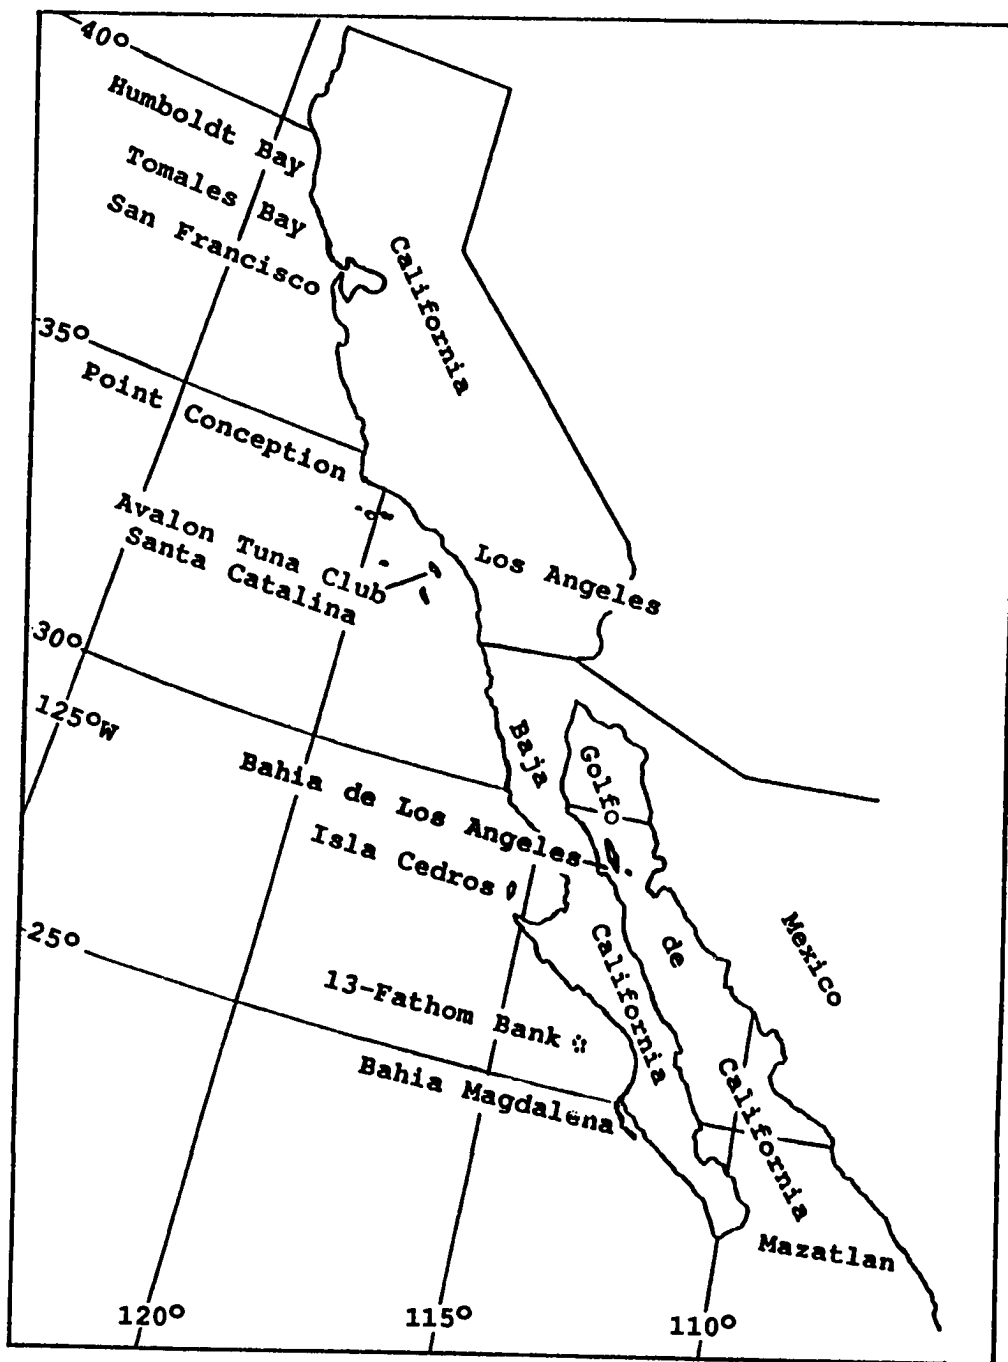 40°
Humboldt Bay
Tomales Bay
San Francisco
California
35°
Point Conception
Avalon Tuna Club
Santa Catalina
Los Angeles
30°
125°W
Baja
Golfo
Bahia de Los Angeles
Isla Cedros
25°
de
California
Mexico
13-Fathom Bank
Bahia Magdalena
California
Mazatlan
120°
115°
110°